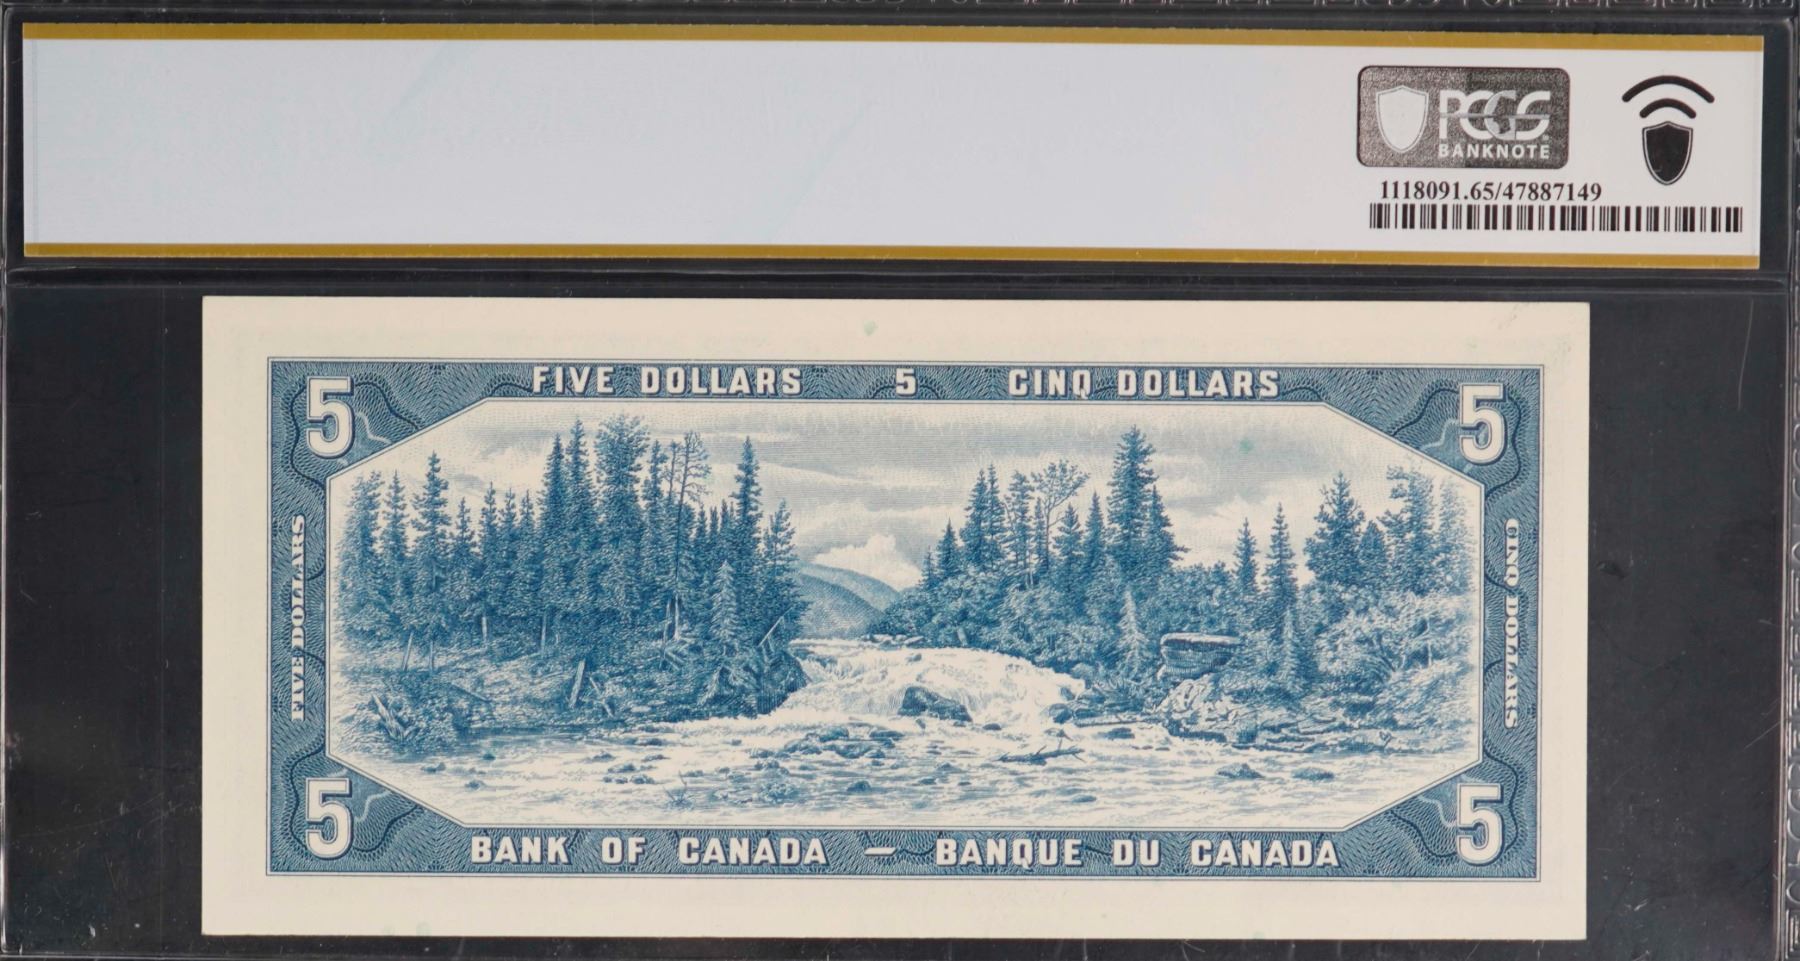 PCGS
BANKNOTE
1118091.65/47887149
5 FIVE DOLLARS 5 CINQ DOLLARS 5
FIVE DOLLARS
CINQ DOLLARS
5 BANK OF CANADA — BANQUE DU CANADA 5